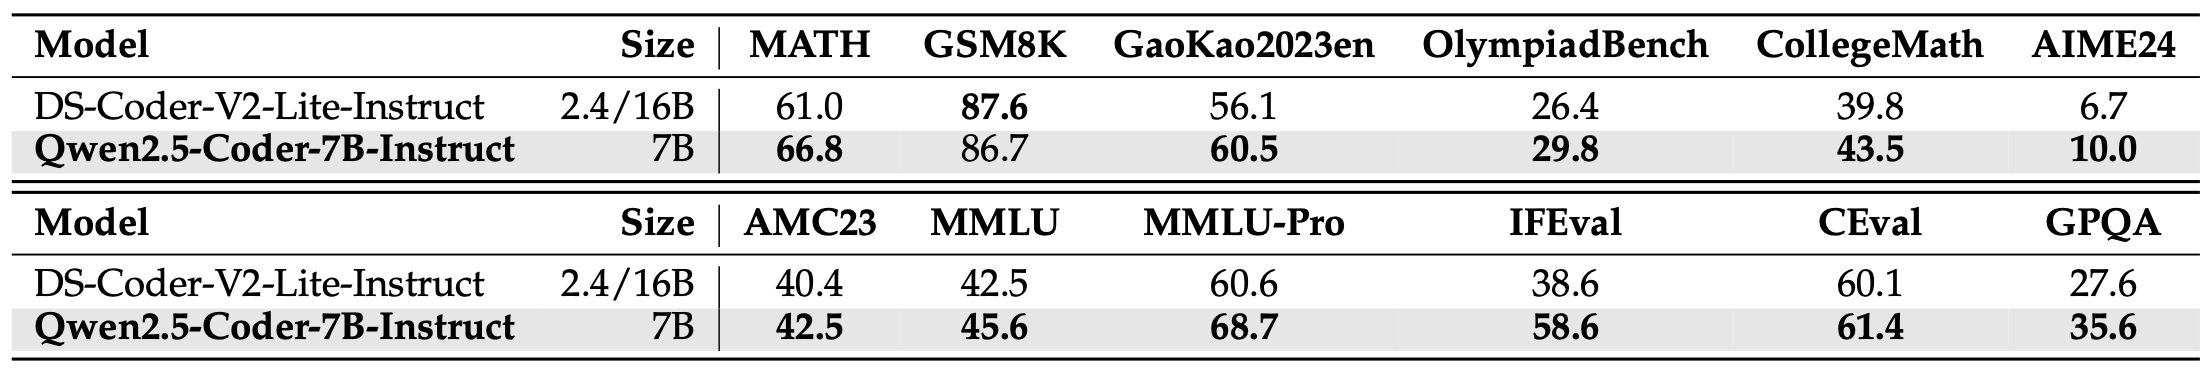 Model Size MATH GSM8K GaoKao2023en OlympiadBench CollegeMath AIME24
DS-Coder-V2-Lite-Instruct 2.4/16B 61.0 87.6 56.1 26.4 39.8 6.7
Qwen2.5-Coder-7B-Instruct 7B 66.8 86.7 60.5 29.8 43.5 10.0
Model Size AMC23 MMLU MMLU-Pro IFEval CEval GPQA
DS-Coder-V2-Lite-Instruct 2.4/16B 40.4 42.5 60.6 38.6 60.1 27.6
Qwen2.5-Coder-7B-Instruct 7B 42.5 45.6 68.7 58.6 61.4 35.6